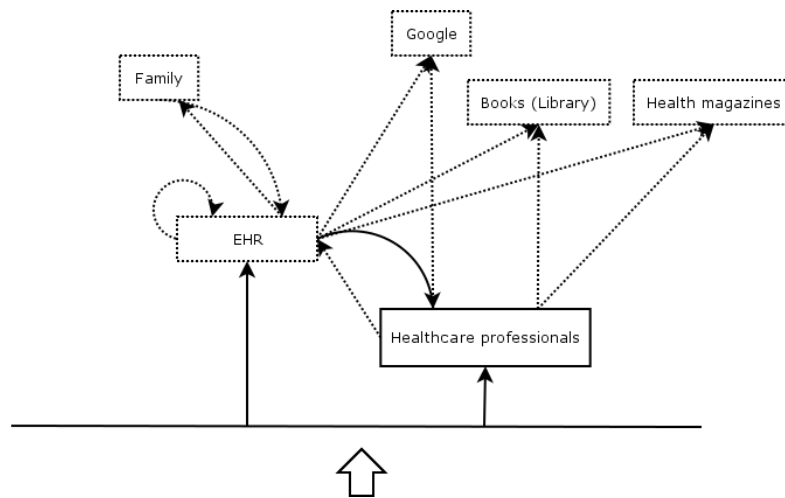 Google
Family
Books (Library)
Health magazines
EHR
Healthcare professionals